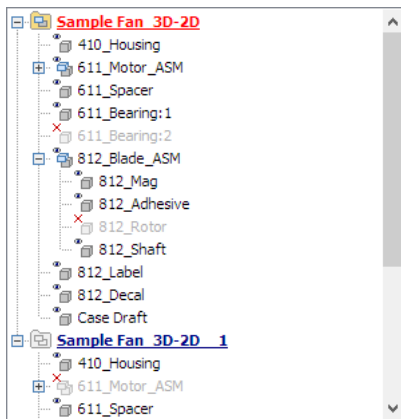 Sample Fan_3D-2D
410_Housing
611_Motor_ASM
611_Spacer
611_Bearing:1
611_Bearing:2
812_Blade_ASM
812_Mag
812_Adhesive
812_Rotor
812_Shaft
812_Label
812_Decal
Case Draft
Sample Fan_3D-2D__1
410_Housing
611_Motor_ASM
611_Spacer